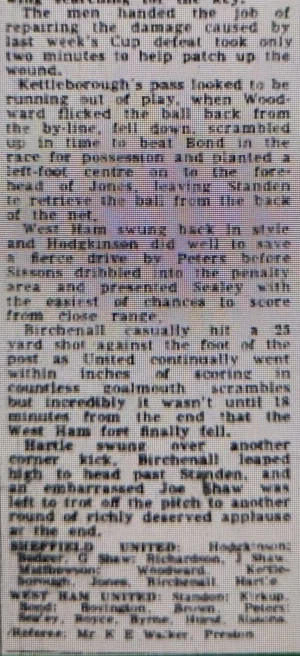 The men handed the job of
repairing the damage caused by
last week's Cup defeat took only
two minutes to help patch up the
wound.
Kettleborough's pass looked to be
running out of play, when Wood-
ward flicked the ball back from
the by-line, fell down, scrambled
up in time to beat Bond in the
race for possession and planted a
left-foot centre on to the fore-
head of Jones, leaving Standen
to retrieve the ball from the back
of the net.
West Ham swung back in style
and Hodgkinson did well to save
a fierce drive by Peters before
Sissons dribbled into the penalty
area and presented Sealey with
the easiest of chances to score
from close range.
Birchenall casually hit a 25
yard shot against the foot of the
post as United continually went
within inches of scoring in
countless goalmouth scrambles
but incredibly it wasn't until 18
minutes from the end that the
West Ham fort finally fell.
Hartle swung over another
corner kick, Birchenall leaped
high to head past Standen, and
an embarrassed Joe Shaw was
left to trot off the pitch to another
round of richly deserved applause
at the end.
SHEFFIELD UNITED: Hodgkinson;
Shaw; Richardson, J Shaw,
Matthewson; Woodward, Kettle-
borough, Jones, Birchenall, Hartle.
WEST HAM UNITED: Standen; Kirkup,
Bond; Bovington, Brown, Peters;
Sealey, Boyce, Byrne, Hurst, Sissons.
Referee: Mr K E Walker, Preston